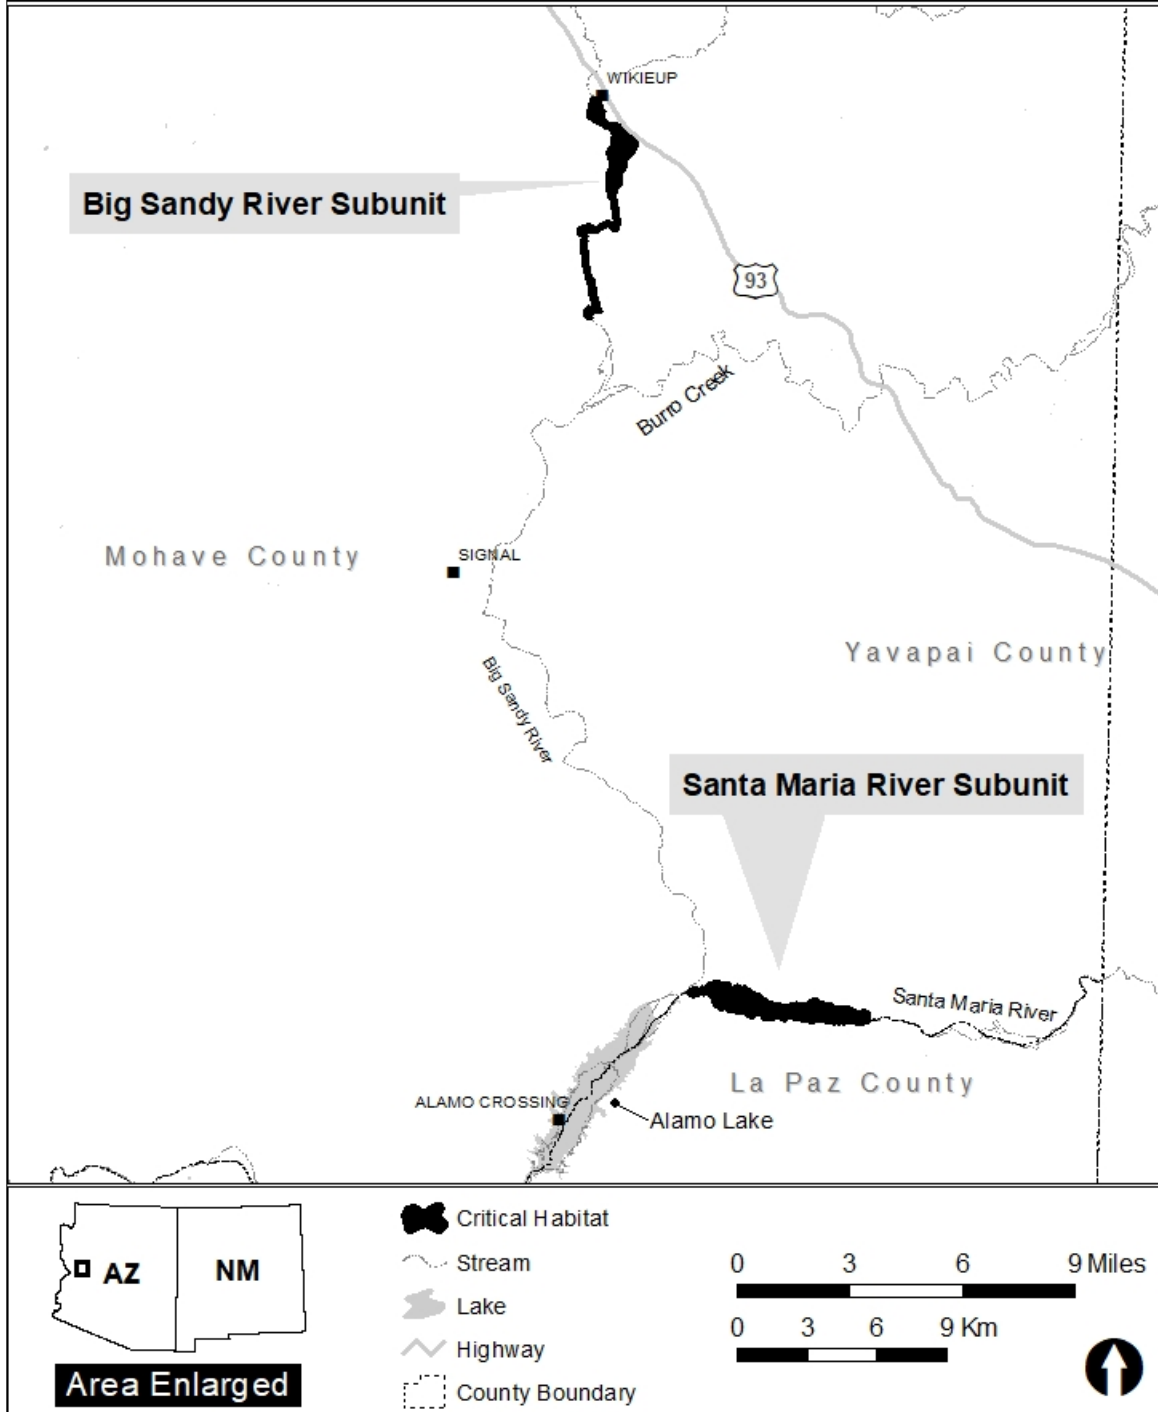 WIKIEUP
Big Sandy River Subunit
93
Burro Creek
Mohave County
SIGNAL
Yavapai County
Big Sandy River
Santa Maria River Subunit
Santa Maria River
La Paz County
ALAMO CROSSING
Alamo Lake
AZ
NM
Area Enlarged
Critical Habitat
Stream
Lake
Highway
County Boundary
0 3 6 9 Miles
0 3 6 9 Km